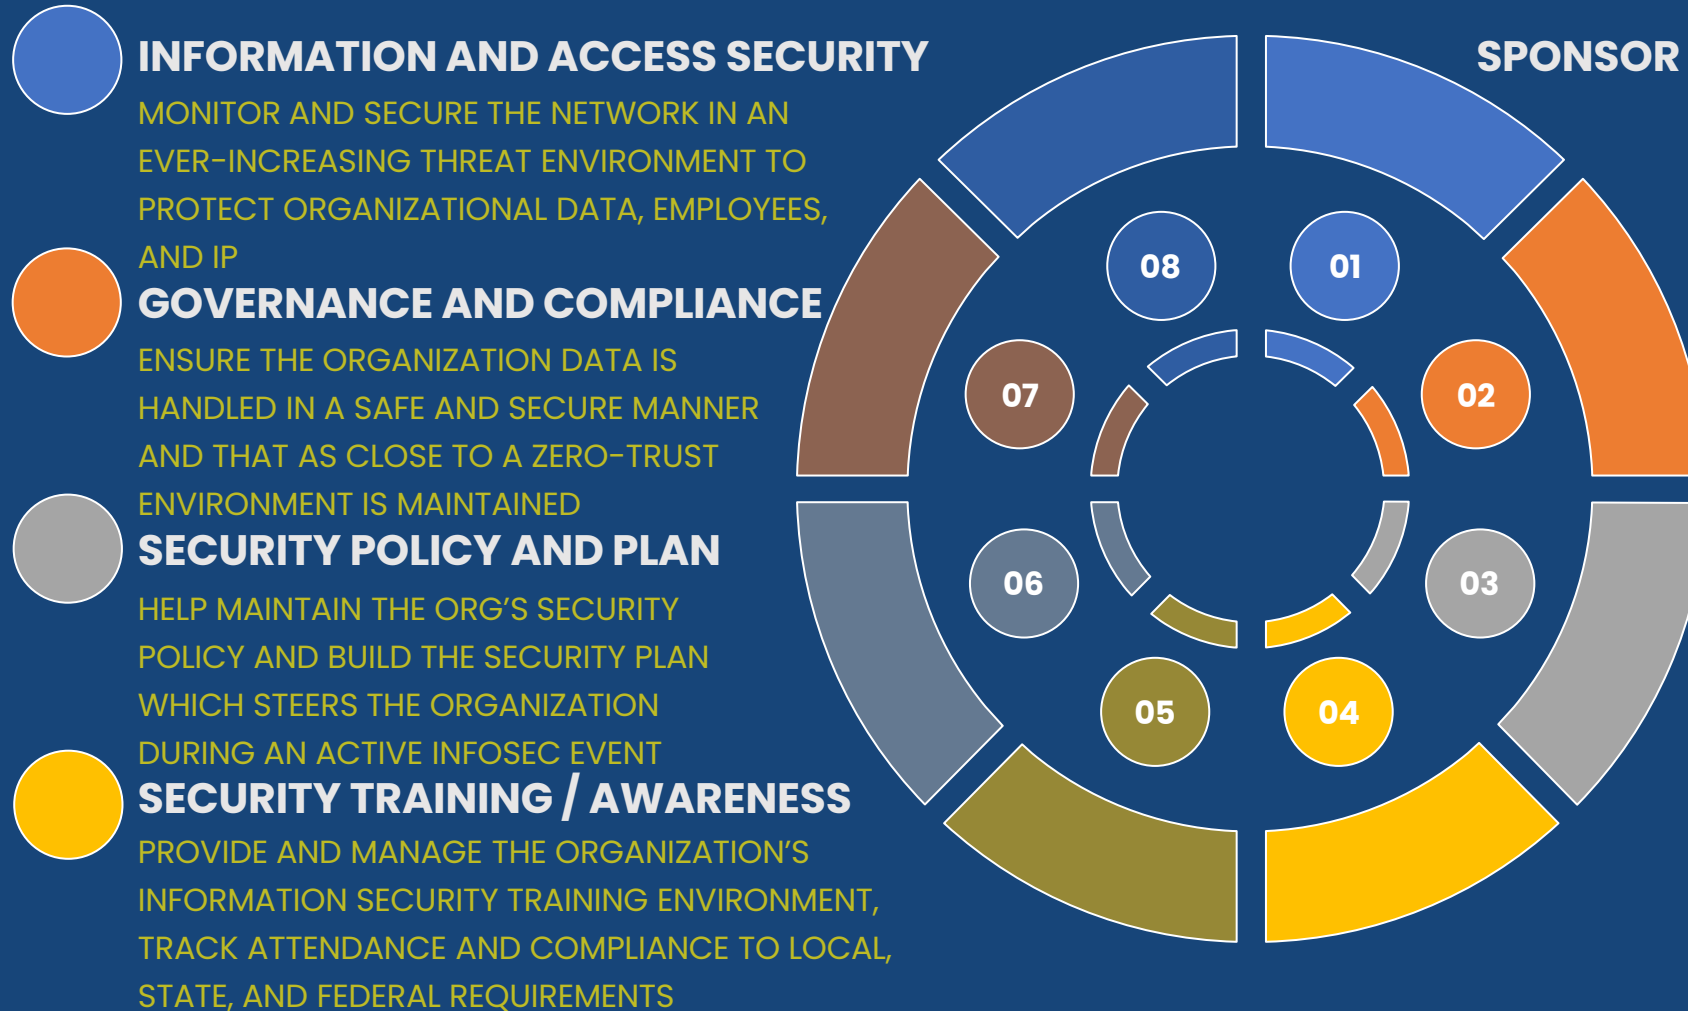 INFORMATION AND ACCESS SECURITY
MONITOR AND SECURE THE NETWORK IN AN
EVER-INCREASING THREAT ENVIRONMENT TO
PROTECT ORGANIZATIONAL DATA, EMPLOYEES,
AND IP
GOVERNANCE AND COMPLIANCE
ENSURE THE ORGANIZATION DATA IS
HANDLED IN A SAFE AND SECURE MANNER
AND THAT AS CLOSE TO A ZERO-TRUST
ENVIRONMENT IS MAINTAINED
SECURITY POLICY AND PLAN
HELP MAINTAIN THE ORG'S SECURITY
POLICY AND BUILD THE SECURITY PLAN
WHICH STEERS THE ORGANIZATION
DURING AN ACTIVE INFOSEC EVENT
SECURITY TRAINING / AWARENESS
PROVIDE AND MANAGE THE ORGANIZATION'S
INFORMATION SECURITY TRAINING ENVIRONMENT,
TRACK ATTENDANCE AND COMPLIANCE TO LOCAL,
STATE, AND FEDERAL REQUIREMENTS
SPONSOR
01
02
03
04
05
06
07
08